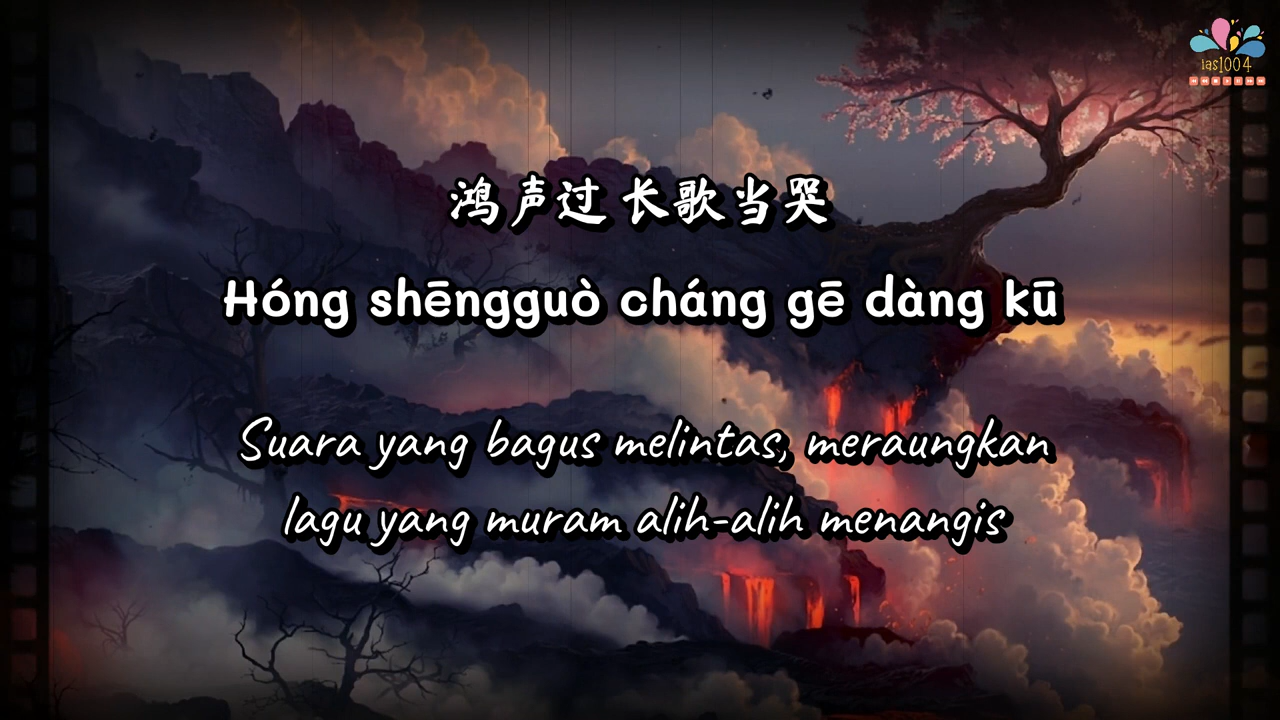 ias1004
鸿声过长歌当哭
Hóng shēngguò cháng gē dàng kū
Suara yang bagus melintas, meraungkan
lagu yang muram alih-alih menangis